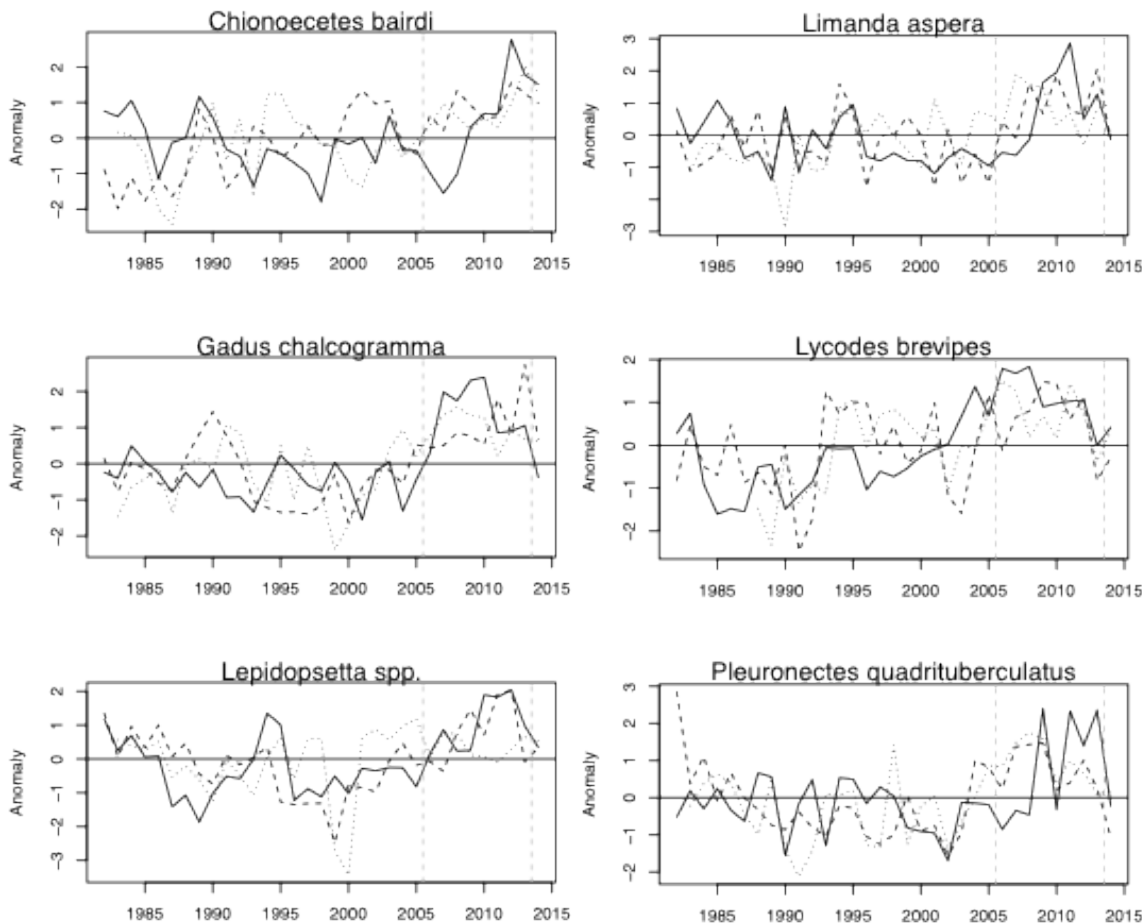 Chionoecetes bairdi
Anomaly
2
1
0
−1
−2
1985 1990 1995 2000 2005 2010 2015
Limanda aspera
Anomaly
3
2
1
0
−1
−3
1985 1990 1995 2000 2005 2010 2015
Gadus chalcogramma
Anomaly
2
1
0
−1
−2
1985 1990 1995 2000 2005 2010 2015
Lycodes brevipes
Anomaly
2
1
0
−1
−2
1985 1990 1995 2000 2005 2010 2015
Lepidopsetta spp.
Anomaly
2
1
0
−1
−2
−3
1985 1990 1995 2000 2005 2010 2015
Pleuronectes quadrituberculatus
Anomaly
3
2
1
0
−1
−2
1985 1990 1995 2000 2005 2010 2015